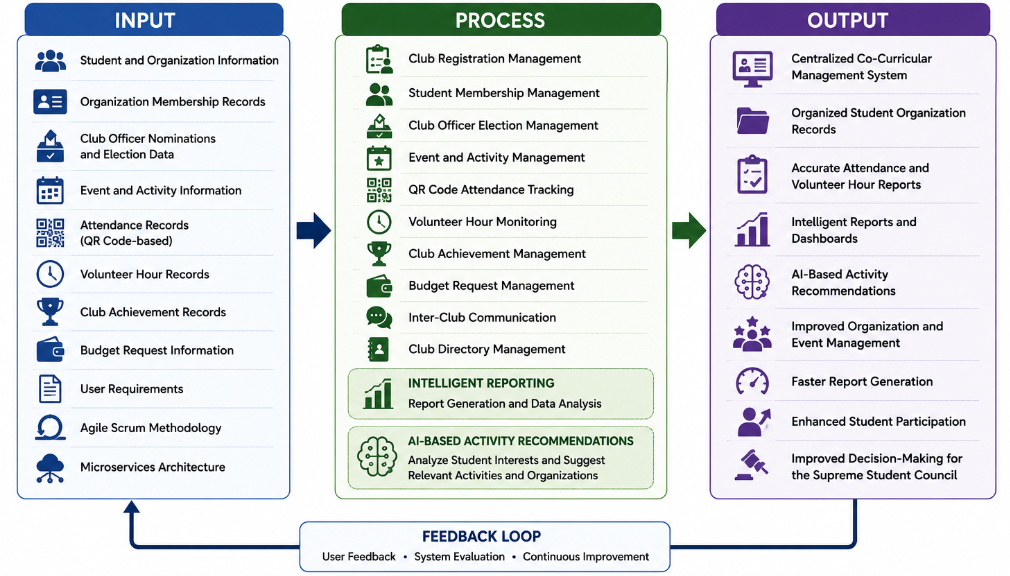 INPUT
Student and Organization Information
Organization Membership Records
Club Officer Nominations
and Election Data
Event and Activity Information
Attendance Records
(QR Code-based)
Volunteer Hour Records
Club Achievement Records
Budget Request Information
User Requirements
Agile Scrum Methodology
Microservices Architecture
PROCESS
Club Registration Management
Student Membership Management
Club Officer Election Management
Event and Activity Management
QR Code Attendance Tracking
Volunteer Hour Monitoring
Club Achievement Management
Budget Request Management
Inter-Club Communication
Club Directory Management
INTELLIGENT REPORTING
Report Generation and Data Analysis
AI-BASED ACTIVITY RECOMMENDATIONS
Analyze Student Interests and Suggest
Relevant Activities and Organizations
OUTPUT
Centralized Co-Curricular
Management System
Organized Student Organization
Records
Accurate Attendance and
Volunteer Hour Reports
Intelligent Reports and
Dashboards
AI-Based Activity
Recommendations
Improved Organization and
Event Management
Faster Report Generation
Enhanced Student Participation
Improved Decision-Making for
the Supreme Student Council
FEEDBACK LOOP
User Feedback • System Evaluation • Continuous Improvement